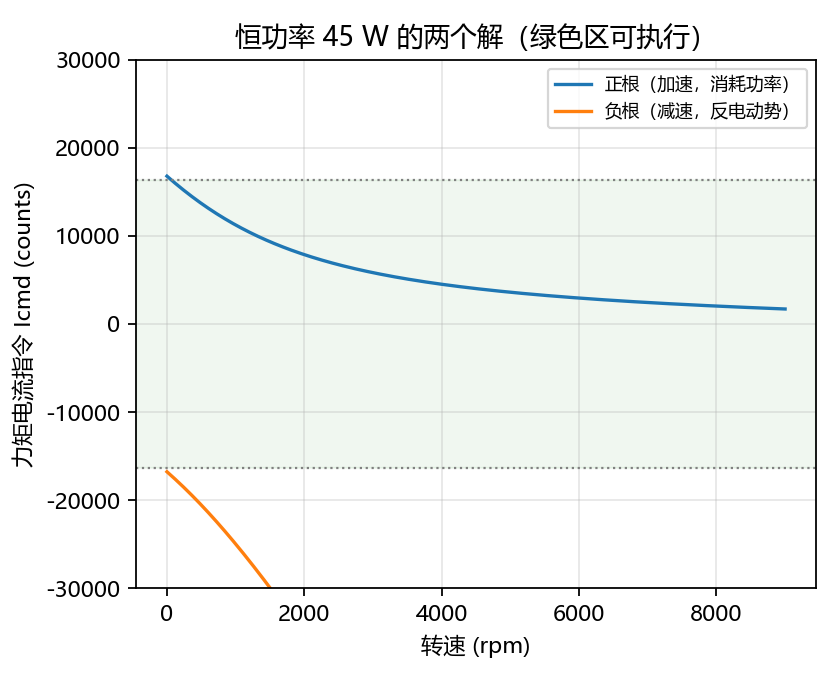 恒功率 45 W 的两个解（绿色区可执行）
正根（加速，消耗功率）
负根（减速，反电动势）
力矩电流指令 Icmd (counts)
30000
20000
10000
0
-10000
-20000
-30000
0
2000
4000
6000
8000
转速 (rpm)